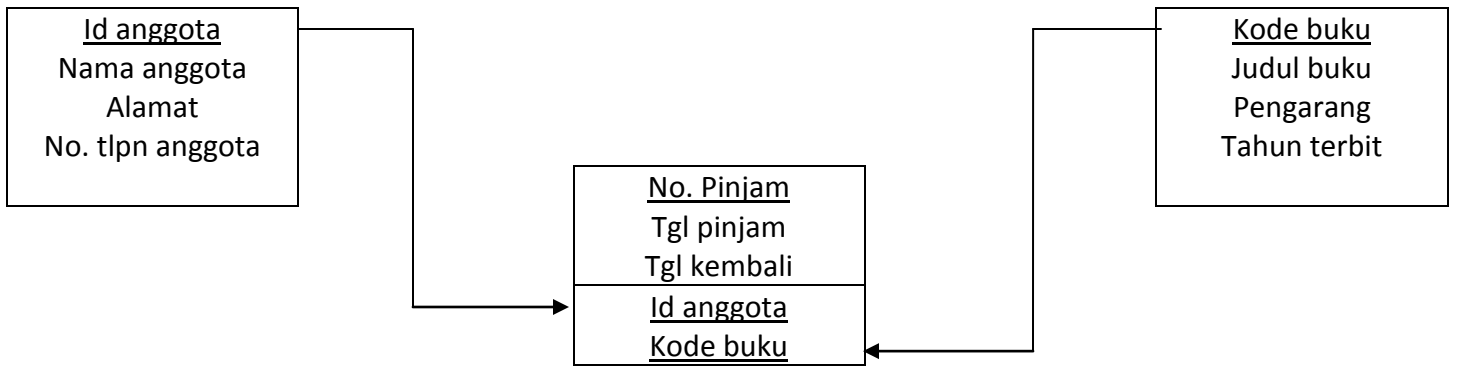 Id anggota
Nama anggota
Alamat
No. tlpn anggota
Kode buku
Judul buku
Pengarang
Tahun terbit
No. Pinjam
Tgl pinjam
Tgl kembali
Id anggota
Kode buku